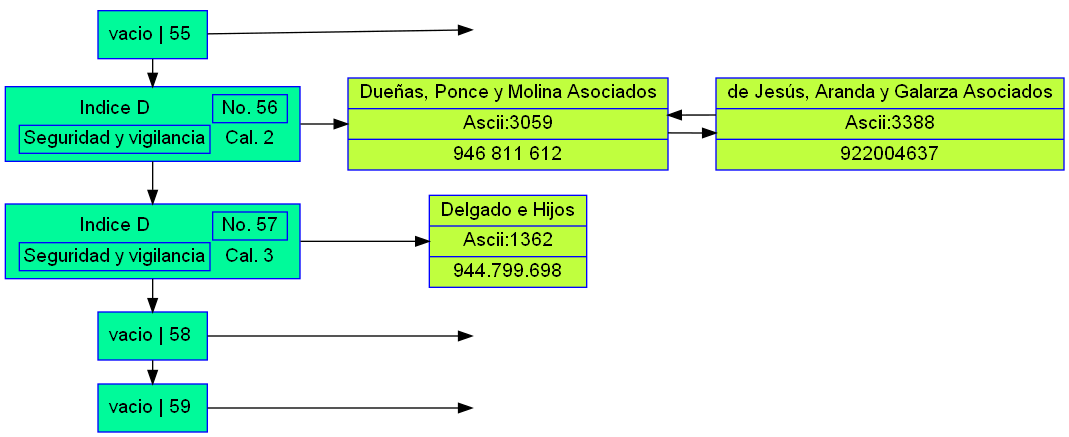 vacio | 55
Indice D
No. 56
Seguridad y vigilancia
Cal. 2
Dueñas, Ponce y Molina Asociados
Ascii:3059
946 811 612
de Jesús, Aranda y Galarza Asociados
Ascii:3388
922004637
Indice D
No. 57
Seguridad y vigilancia
Cal. 3
Delgado e Hijos
Ascii:1362
944.799.698
vacio | 58
vacio | 59